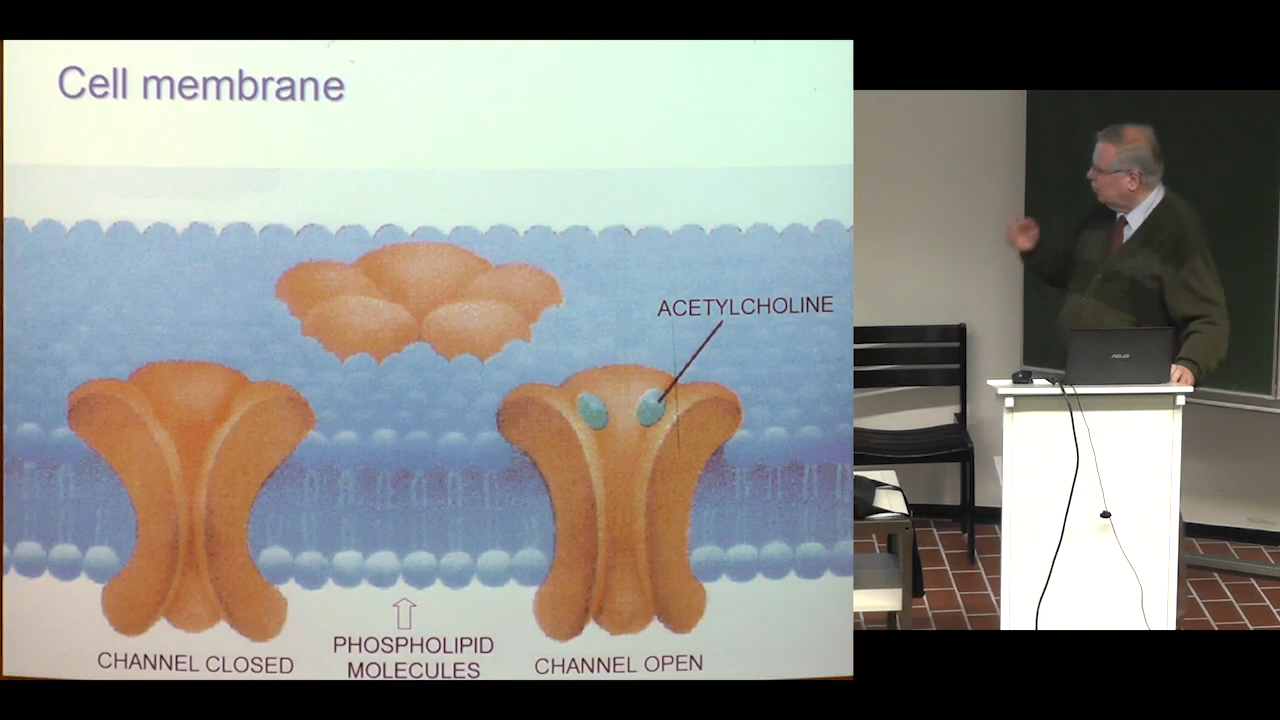 Cell membrane
ACETYLCHOLINE
CHANNEL CLOSED
PHOSPHOLIPID
MOLECULES
CHANNEL OPEN
ASUS